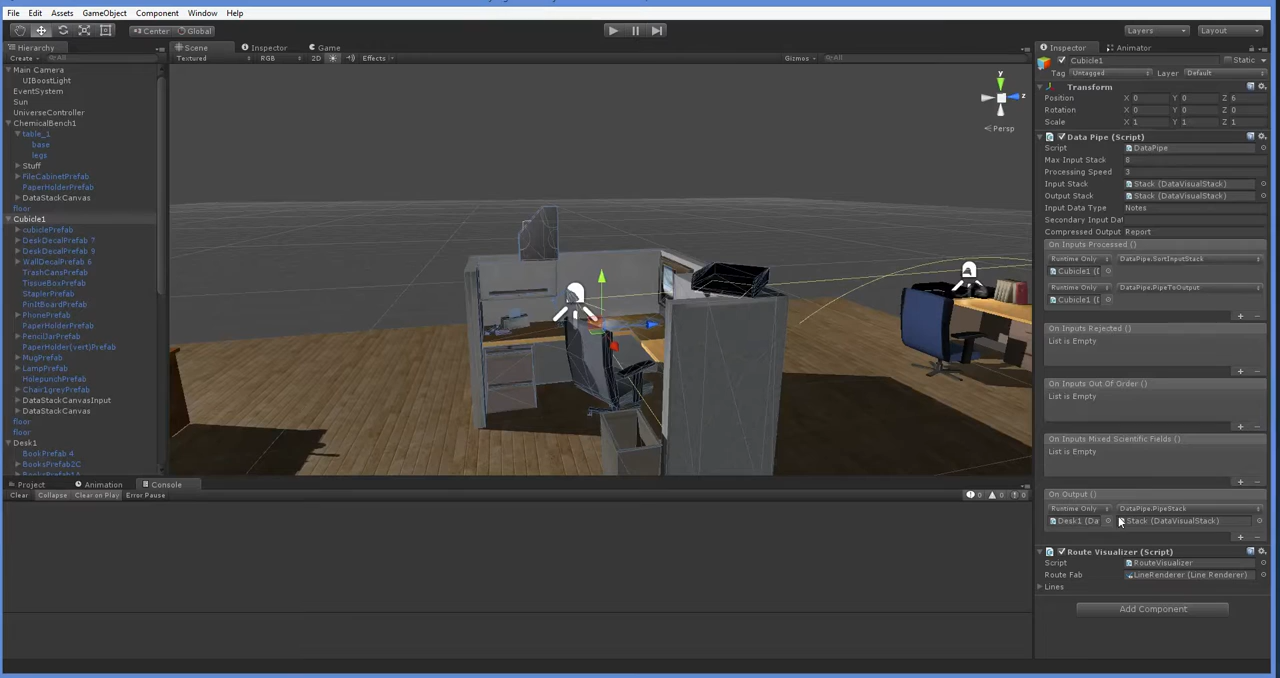 File Edit Assets GameObject Component Window Help
Center Global Layers Layout
Hierarchy
Create All
Main Camera
UIBoostLight
EventSystem
Sun
UniverseController
ChemicalBench1
table_1
base
legs
Stuff
FileCabinetPrefab
PaperHolderPrefab
DataStackCanvas
floor
Cubicle1
cubiclePrefab
DeskDecalPrefab 7
DeskDecalPrefab 9
WallDecalPrefab 6
TrashCansPrefab
TissueBoxPrefab
StaplerPrefab
PinItBoardPrefab
PhonePrefab
PaperHolderPrefab
PencilJarPrefab
PaperHolder(vert)Prefab
MugPrefab
LampPrefab
HolepunchPrefab
Chair1greyPrefab
DataStackCanvasInput
DataStackCanvas
floor
floor
Desk1
BookPrefab 4
BooksPrefab2C
Scene Inspector Game
Textured RGB 2D Effects Gizmos All
y
z
Persp
Project Animation Console
Clear Collapse Clear on Play Error Pause 0 0 0
Inspector Animator
Cubicle1 Static
Tag Untagged Layer Default
Transform
Position X 0 Y 0 Z 6
Rotation X 0 Y 0 Z 0
Scale X 1 Y 1 Z 1
Data Pipe (Script)
Script DataPipe
Max Input Stack 8
Processing Speed 3
Input Stack Stack (DataVisualStack)
Output Stack Stack (DataVisualStack)
Input Data Type Notes
Secondary Input Dat
Compressed Output Report
On Inputs Processed ()
Runtime Only DataPipe.SortInputStack
Cubicle1 (D
Runtime Only DataPipe.PipeToOutput
Cubicle1 (D
+ −
On Inputs Rejected ()
List is Empty
+ −
On Inputs Out Of Order ()
List is Empty
+ −
On Inputs Mixed Scientific Fields ()
List is Empty
+ −
On Output ()
Runtime Only DataPipe.PipeStack
Desk1 (Da Stack (DataVisualStack)
+ −
Route Visualizer (Script)
Script RouteVisualizer
Route Fab LineRenderer (Line Renderer)
Lines
Add Component